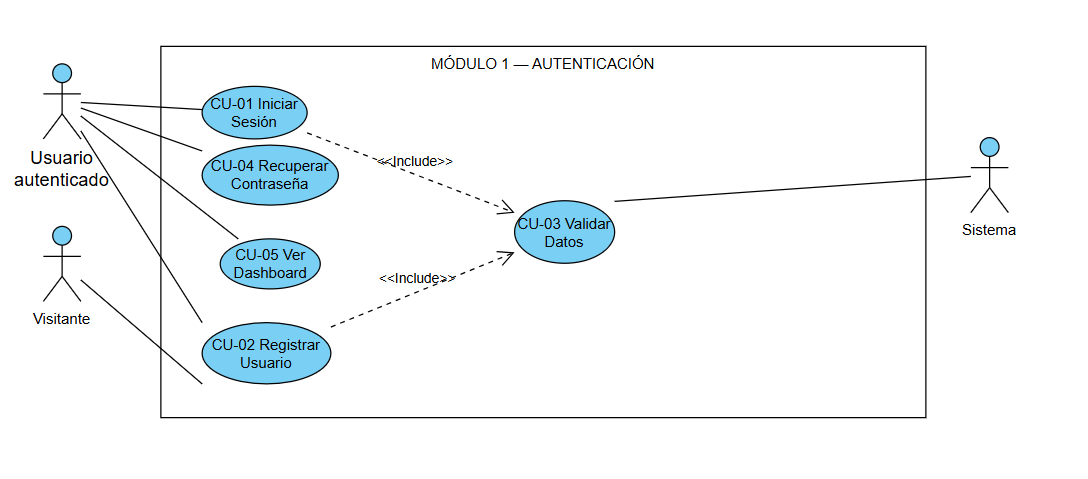 MÓDULO 1 — AUTENTICACIÓN
CU-01 Iniciar
Sesión
Usuario
autenticado
<<Include>>
CU-04 Recuperar
Contraseña
CU-03 Validar
Datos
Sistema
CU-05 Ver
Dashboard
<<Include>>
Visitante
CU-02 Registrar
Usuario